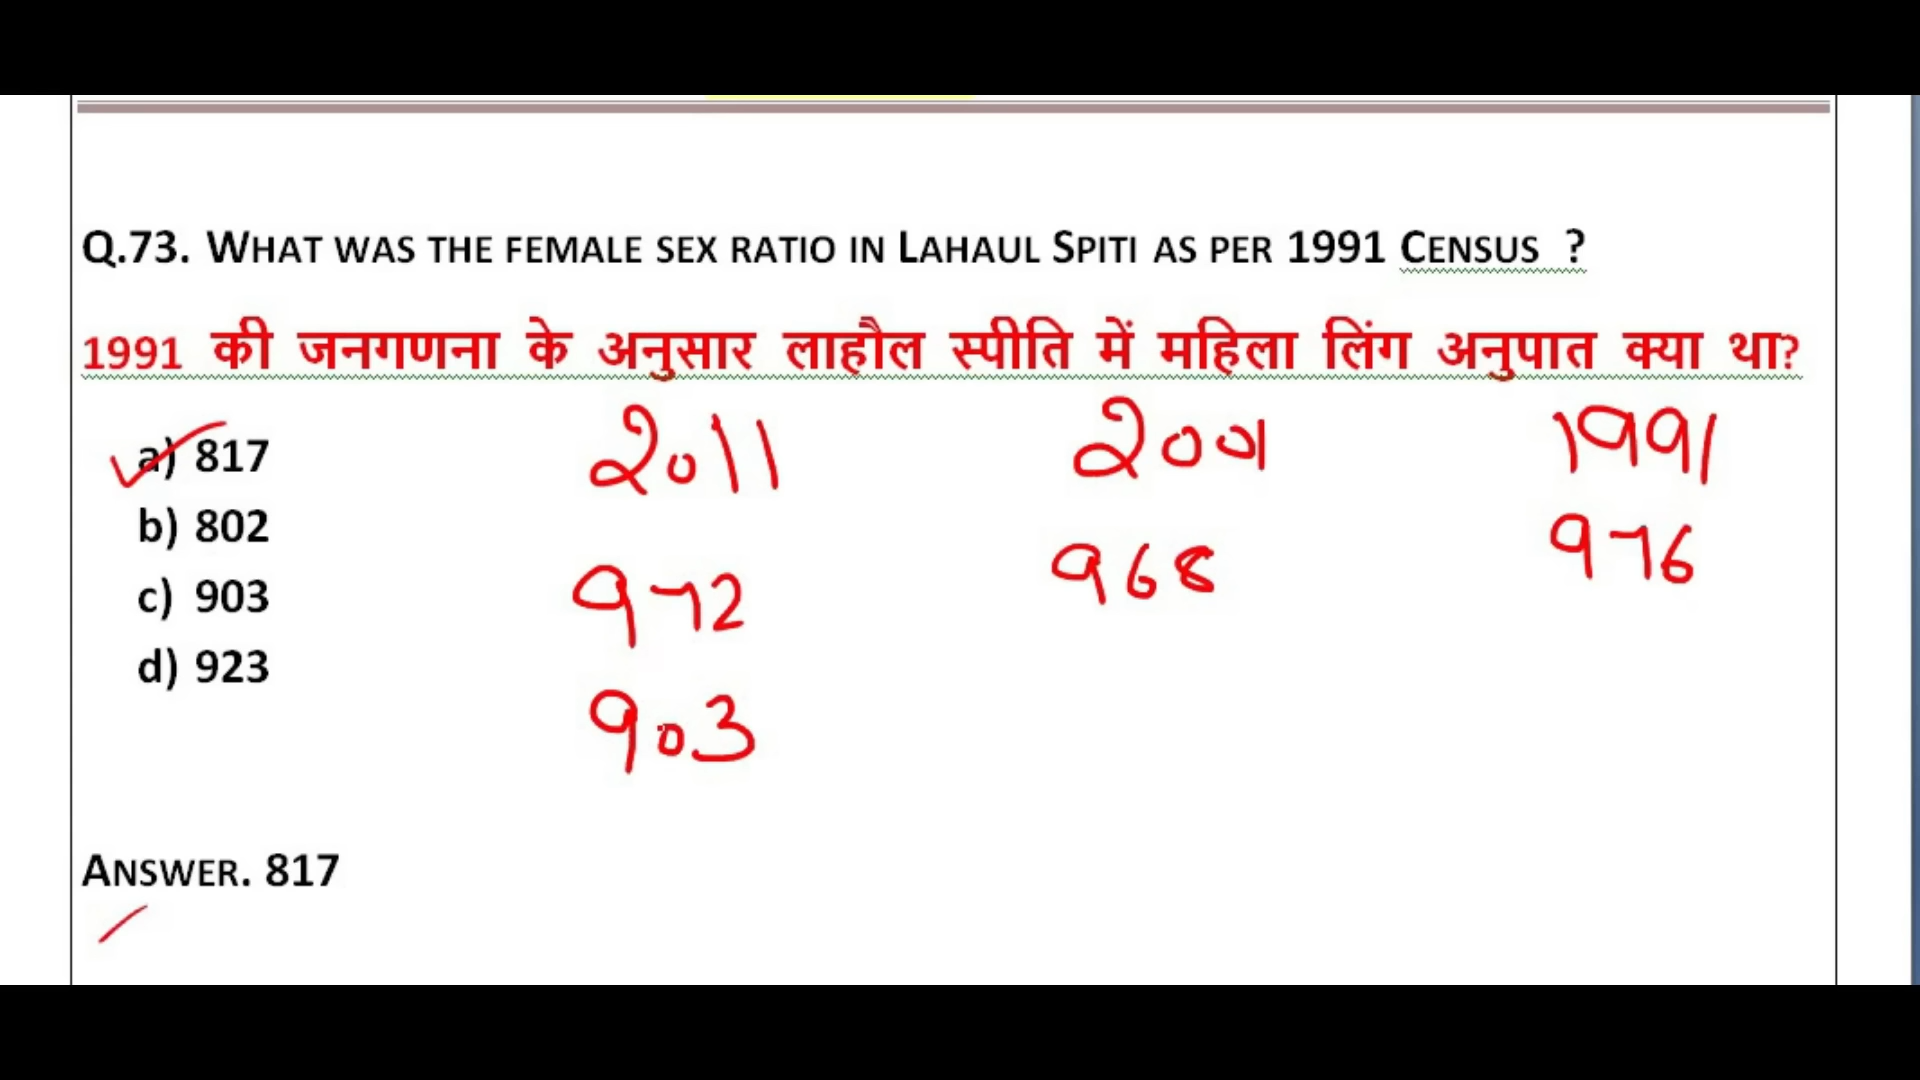 Q.73. WHAT WAS THE FEMALE SEX RATIO IN LAHAUL SPITI AS PER 1991 CENSUS ?
1991 की जनगणना के अनुसार लाहौल स्पीति में महिला लिंग अनुपात क्या था?
a) 817
b) 802
c) 903
d) 923
2011 2001 1991
972 968 976
903
ANSWER. 817